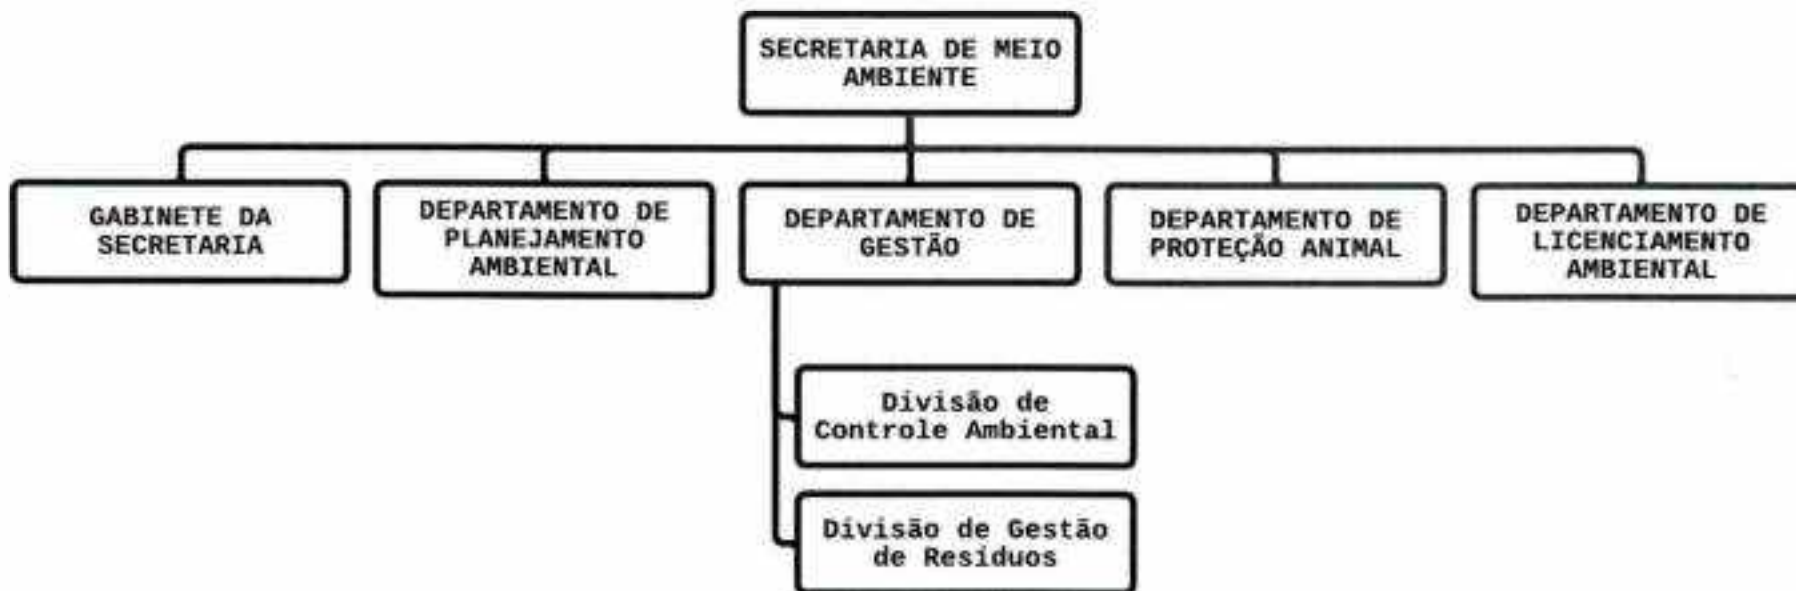 SECRETARIA DE MEIO
AMBIENTE
GABINETE DA
SECRETARIA
DEPARTAMENTO DE
PLANEJAMENTO
AMBIENTAL
DEPARTAMENTO DE
GESTÃO
DEPARTAMENTO DE
PROTEÇÃO ANIMAL
DEPARTAMENTO DE
LICENCIAMENTO
AMBIENTAL
Divisão de
Controle Ambiental
Divisão de Gestão
de Resíduos